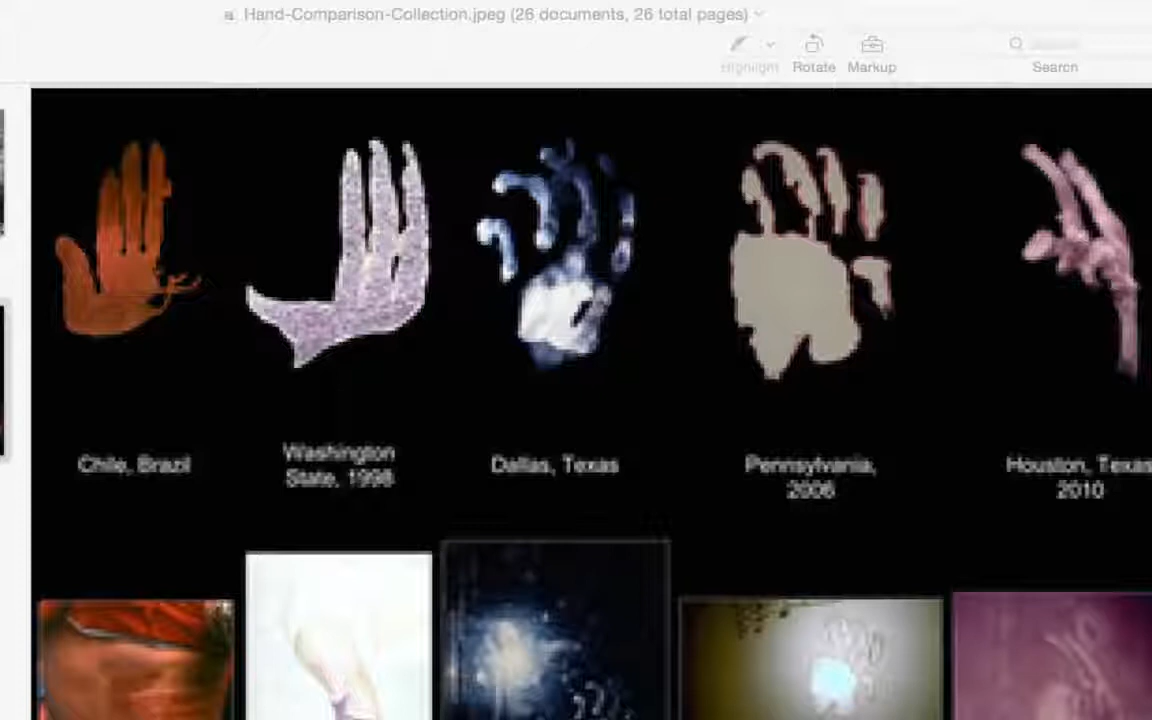 Hand-Comparison-Collection.jpeg (26 documents, 26 total pages)
Highlight
Rotate
Markup
Search
Chile, Brazil
Washington
State, 1998
Dallas, Texas
Pennsylvania,
2006
Houston, Texas
2010